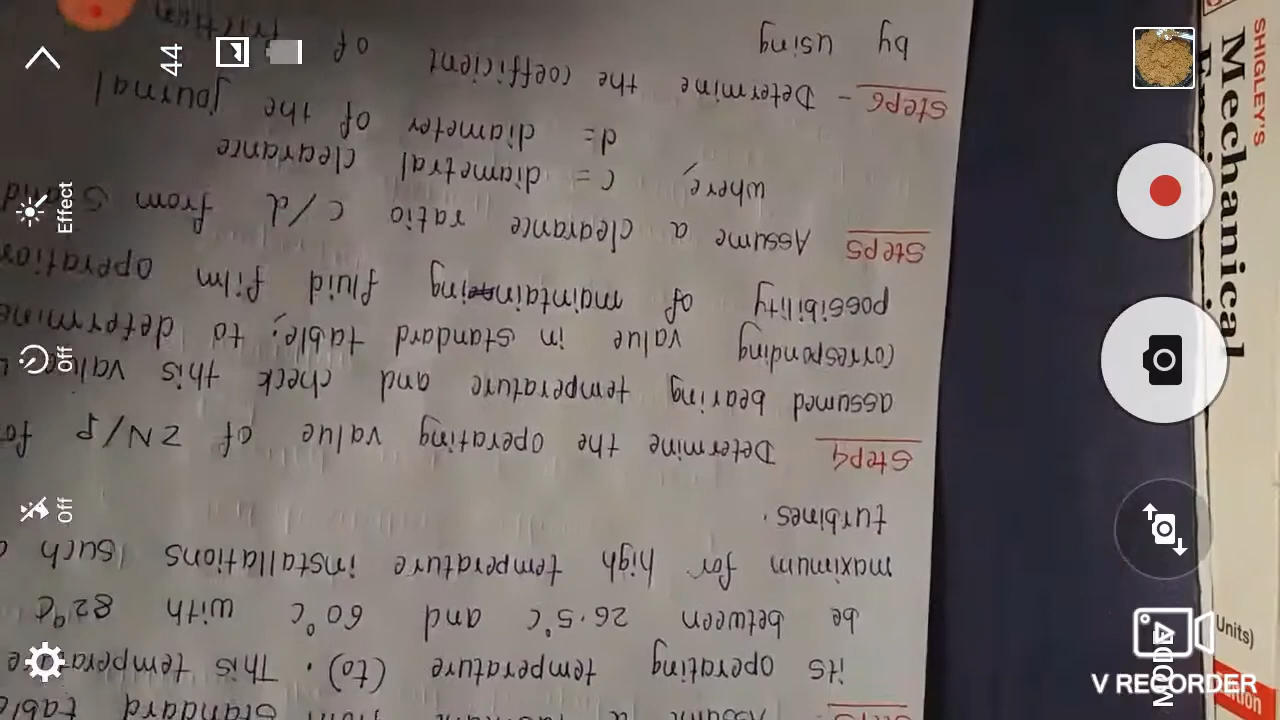 its operating temperature (to). This temperature
be between 26.5°C and 60°C with 82°C
maximum for high temperature installations such
turbines.
Step4 Determine the operating value of ZN/P
assumed bearing temperature and check this value
corresponding value in standard table, to determine
possibility of maintaining fluid film operation
Step5 Assume a clearance ratio c/d from
where, c = diametral clearance
d = diameter of the journal
Step6 - Determine the coefficient of friction
by using
SHIGLEY'S
Mechanical
Units)
44
Effect
Off
Off
MODE
V RECORDER